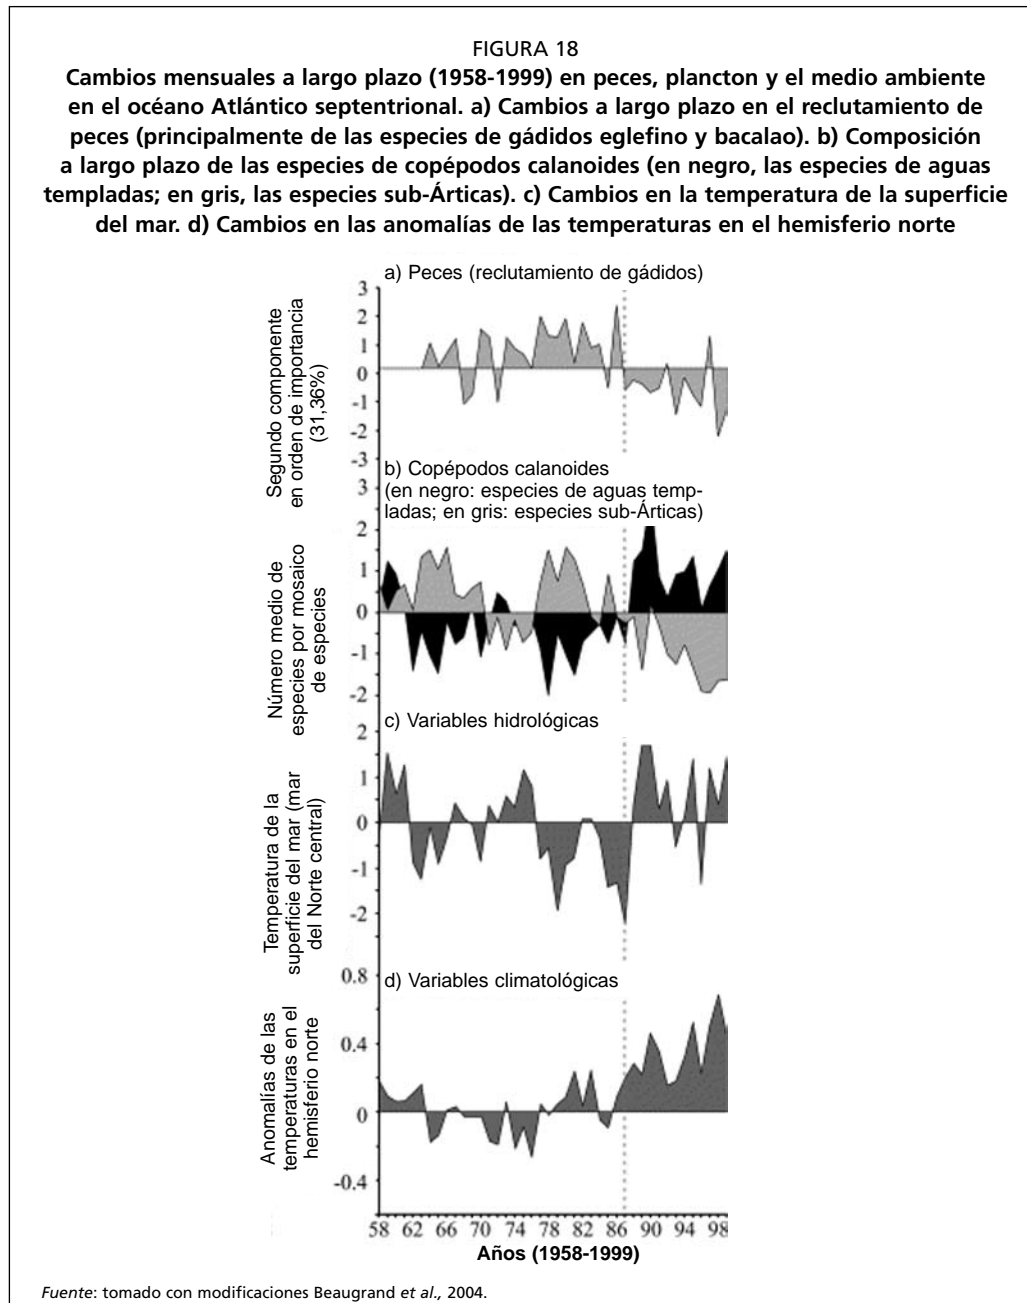 FIGURA 18
Cambios mensuales a largo plazo (1958-1999) en peces, plancton y el medio ambiente
en el océano Atlántico septentrional. a) Cambios a largo plazo en el reclutamiento de
peces (principalmente de las especies de gádidos eglefino y bacalao). b) Composición
a largo plazo de las especies de copépodos calanoides (en negro, las especies de aguas
templadas; en gris, las especies sub-Árticas). c) Cambios en la temperatura de la superficie
del mar. d) Cambios en las anomalías de las temperaturas en el hemisferio norte
a) Peces (reclutamiento de gádidos)
Segundo componente
en orden de importancia
(31,36%)
3
2
1
0
-1
-2
-3
b) Copépodos calanoides
(en negro: especies de aguas temp-
ladas; en gris: especies sub-Árticas)
Número medio de
especies por mosaico
de especies
3
2
1
0
-1
-2
c) Variables hidrológicas
Temperatura de la
superficie del mar (mar
del Norte central)
2
1
0
-1
-2
d) Variables climatológicas
Anomalías de las
temperaturas en el
hemisferio norte
0.8
0.4
0
-0.4
58 62 66 70 74 78 82 86 90 94 98
Años (1958-1999)
Fuente: tomado con modificaciones Beaugrand et al., 2004.